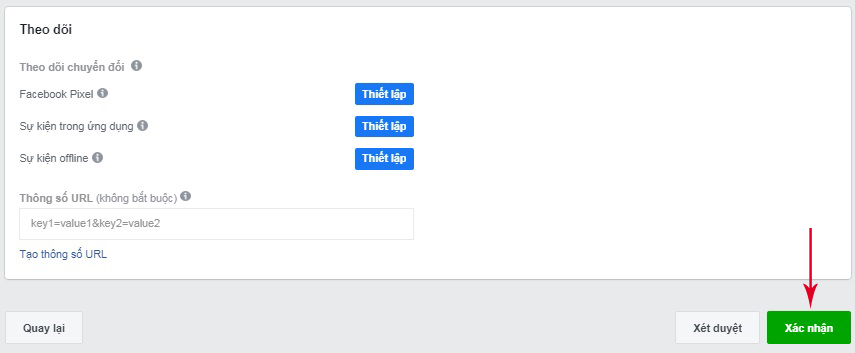 Theo dõi
Theo dõi chuyển đổi
Facebook Pixel
Thiết lập
Sự kiện trong ứng dụng
Thiết lập
Sự kiện offline
Thiết lập
Thông số URL (không bắt buộc)
key1=value1&key2=value2
Tạo thông số URL
Quay lại
Xét duyệt
Xác nhận